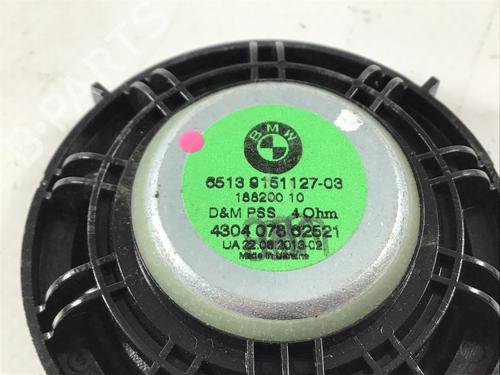 BMW
6513 9151127-03
188200 10
D&M PSS 4 Ohm
4304 078 62521
UA 22.08.2013-02
Made in Ukraine